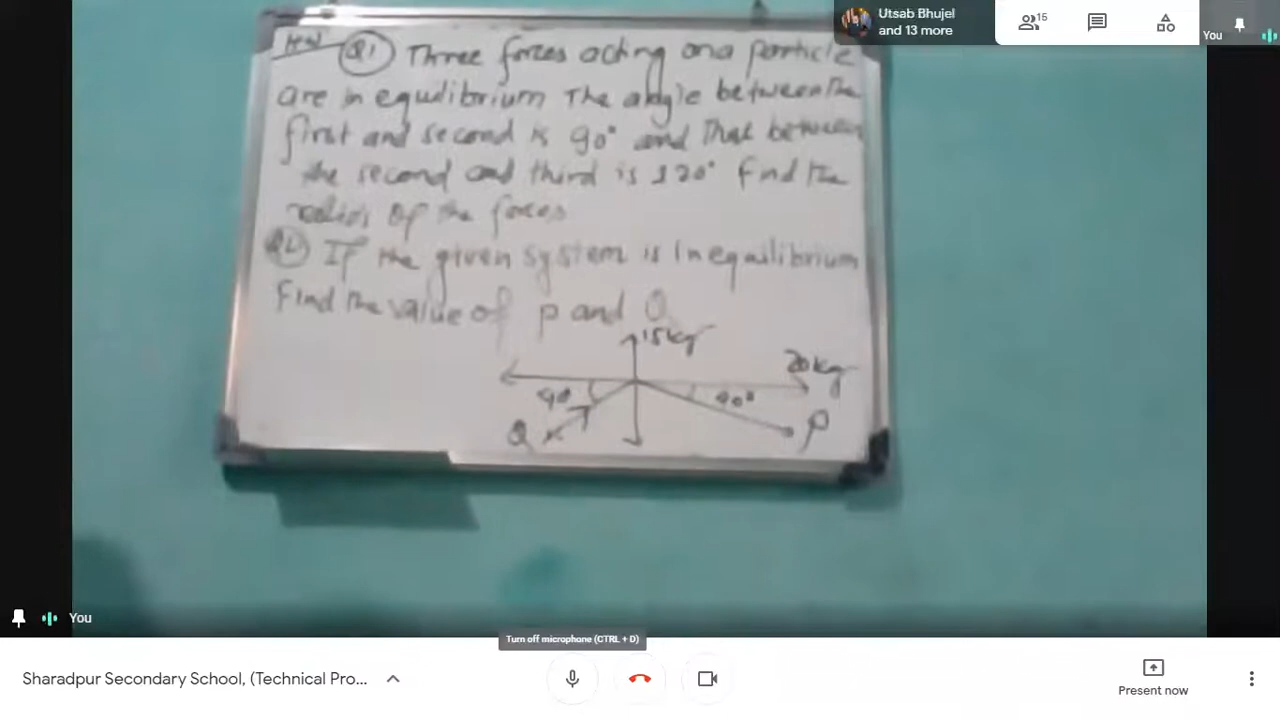 Utsab Bhujel
and 13 more
15
You
HW Q1 Three forces acting on a particle
are in equilibrium The angle between the
first and second is 90° and that between
the second and third is 120° Find the
ratios of the forces
Q2 If the given system is in equilibrium
Find the value of p and Q
15kg
20kg
Q
P
You
Turn off microphone (CTRL + D)
Sharadpur Secondary School, (Technical Pro...
Present now